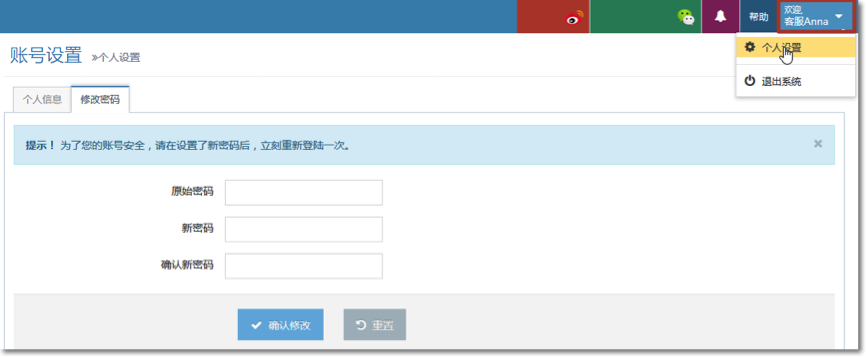 帮助
欢迎
客服Anna
账号设置 »个人设置
个人设置
退出系统
个人信息
修改密码
提示！为了您的账号安全，请在设置了新密码后，立刻重新登陆一次。
×
原始密码
新密码
确认新密码
确认修改
重置